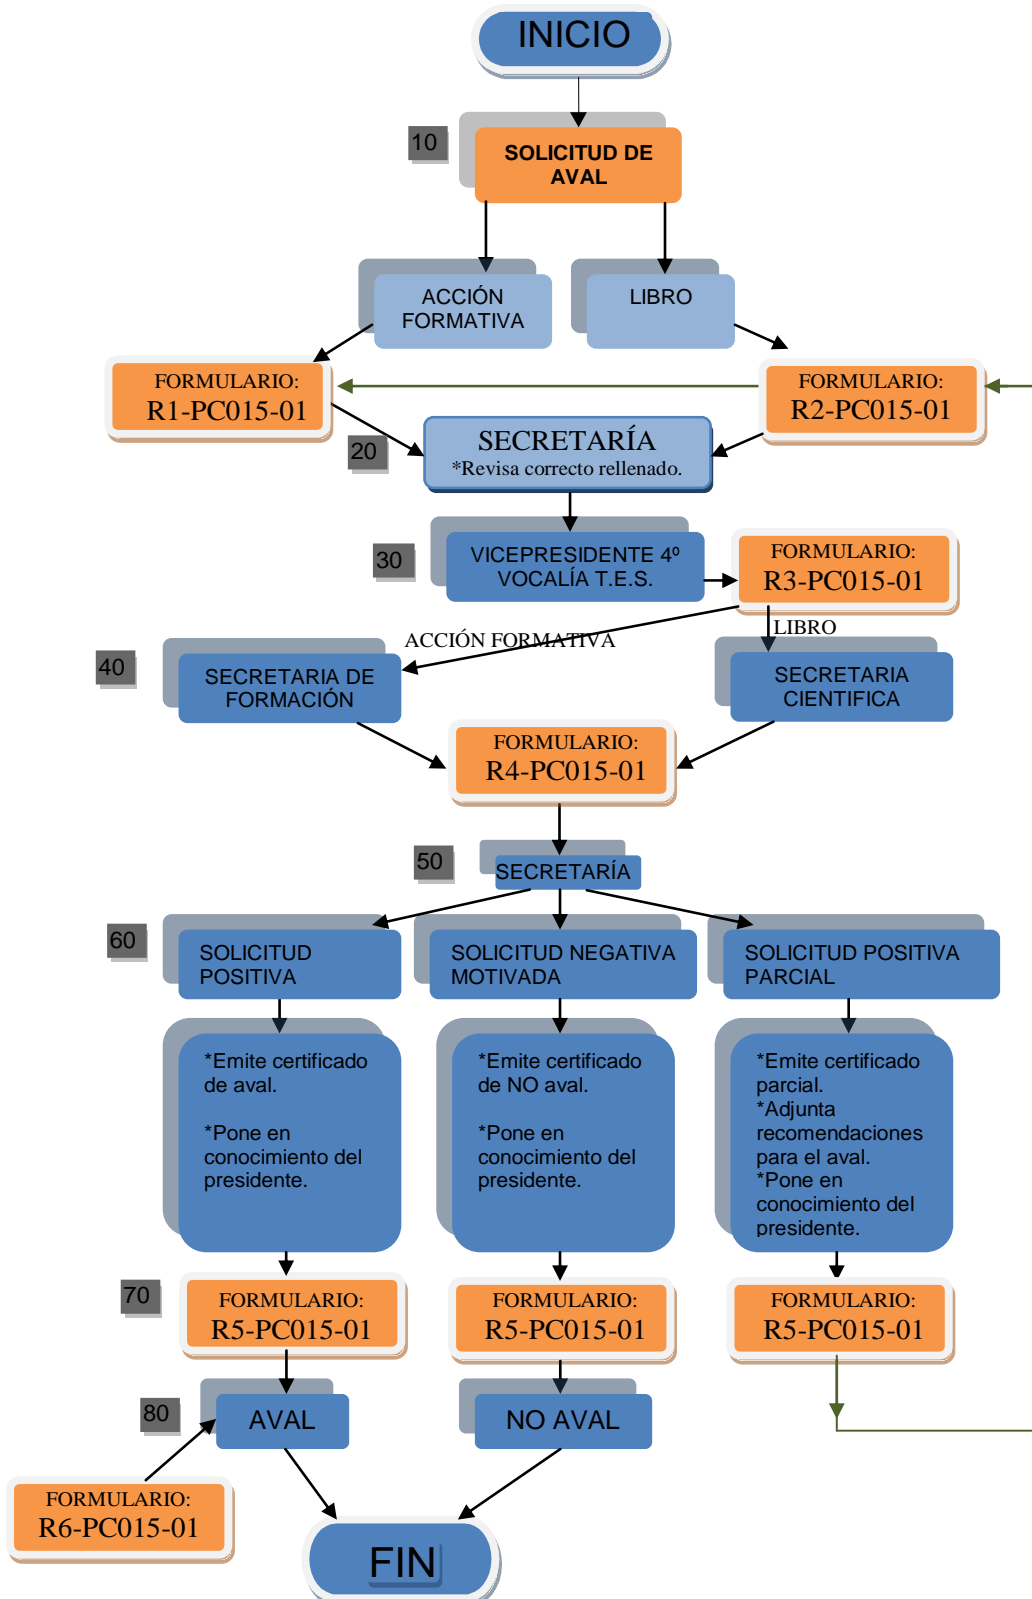 INICIO
10
SOLICITUD DE
AVAL
ACCIÓN
FORMATIVA
LIBRO
FORMULARIO:
R1-PC015-01
FORMULARIO:
R2-PC015-01
20
SECRETARÍA
*Revisa correcto rellenado.
30
VICEPRESIDENTE 4º
VOCALÍA T.E.S.
FORMULARIO:
R3-PC015-01
ACCIÓN FORMATIVA
LIBRO
40
SECRETARIA DE
FORMACIÓN
SECRETARIA
CIENTIFICA
FORMULARIO:
R4-PC015-01
50
SECRETARÍA
60
SOLICITUD
POSITIVA
SOLICITUD NEGATIVA
MOTIVADA
SOLICITUD POSITIVA
PARCIAL
*Emite certificado
de aval.
*Pone en
conocimiento del
presidente.
*Emite certificado
de NO aval.
*Pone en
conocimiento del
presidente.
*Emite certificado
parcial.
*Adjunta
recomendaciones
para el aval.
*Pone en
conocimiento del
presidente.
70
FORMULARIO:
R5-PC015-01
FORMULARIO:
R5-PC015-01
FORMULARIO:
R5-PC015-01
80
AVAL
NO AVAL
FORMULARIO:
R6-PC015-01
FIN